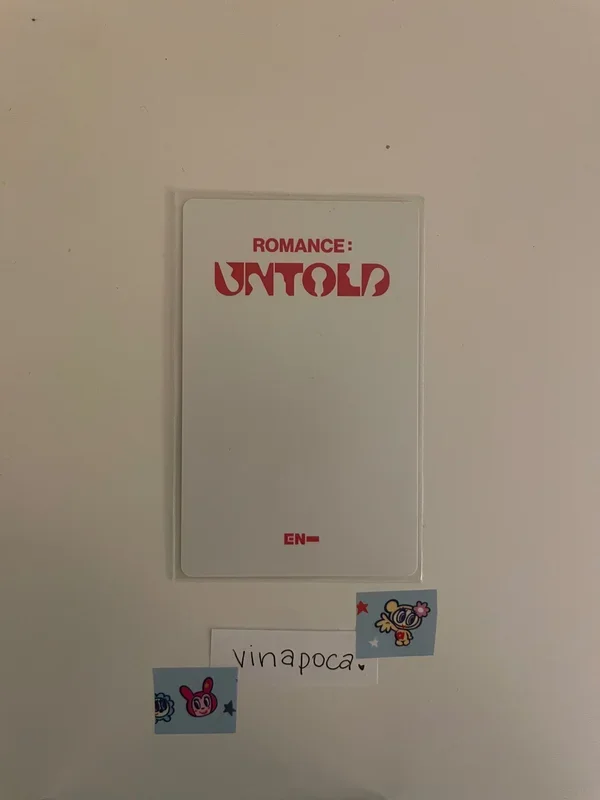 ROMANCE:
UNTOLD
EN-
vinapoca